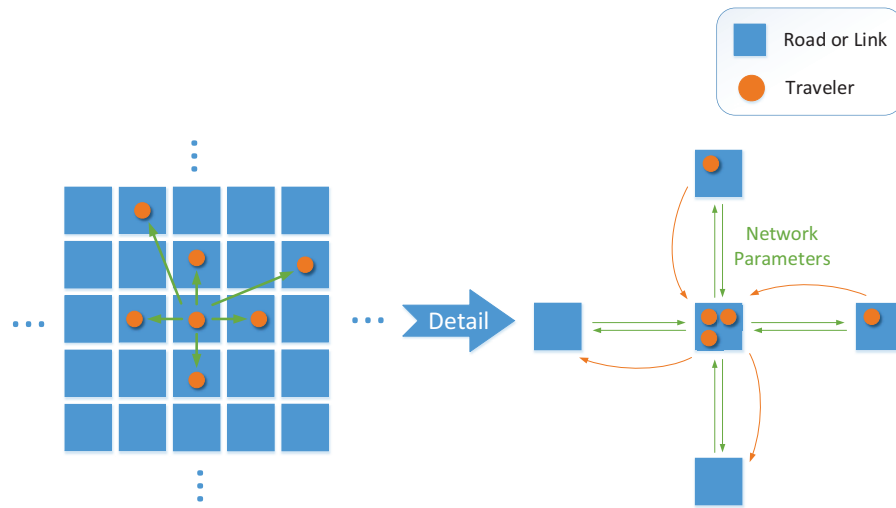 Road or Link
Traveler
Network
Parameters
Detail